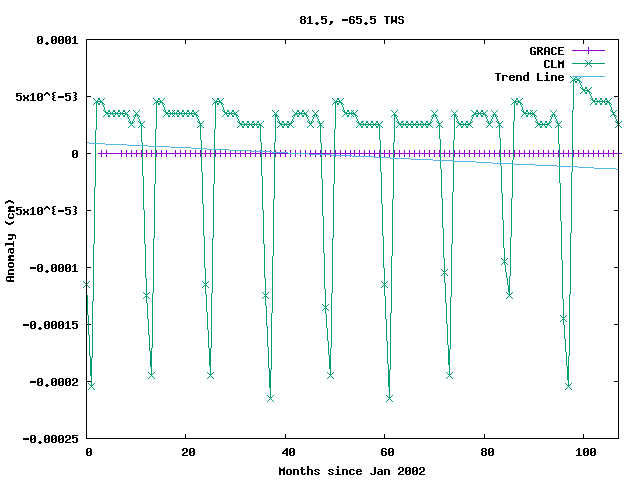 81.5, -65.5 TWS
GRACE
CLM
Trend Line
0.0001
5x10^{-5}
0
-5x10^{-5}
-0.0001
-0.00015
-0.0002
-0.00025
Anomaly (cm)
0 20 40 60 80 100
Months since Jan 2002